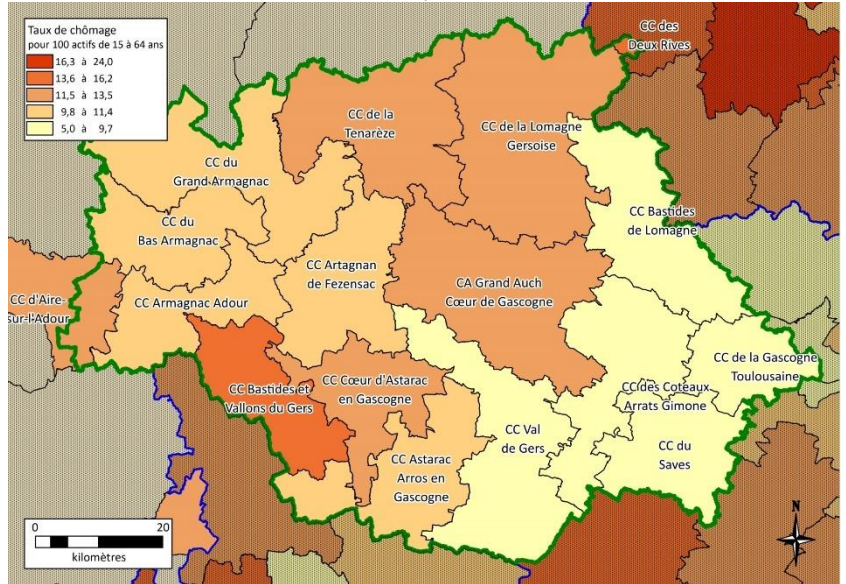 Taux de chômage
pour 100 actifs de 15 à 64 ans
16,3 à 24,0
13,6 à 16,2
11,5 à 13,5
9,8 à 11,4
5,0 à 9,7
CC des
Deux Rives
CC de la
Tenarèze
CC de la Lomagne
Gersoise
CC du
Grand Armagnac
CC Bastides
de Lomagne
CC du
Bas Armagnac
CC Artagnan
de Fezensac
CA Grand Auch
Cœur de Gascogne
CC d'Aire-
sur-l'Adour
CC Armagnac Adour
CC de la Gascogne
Toulousaine
CC Bastides et
Vallons du Gers
CC Cœur d'Astarac
en Gascogne
CC des Coteaux
Arrats Gimone
CC Val
de Gers
CC du
Saves
CC Astarac
Arros en
Gascogne
N
0 20
kilomètres